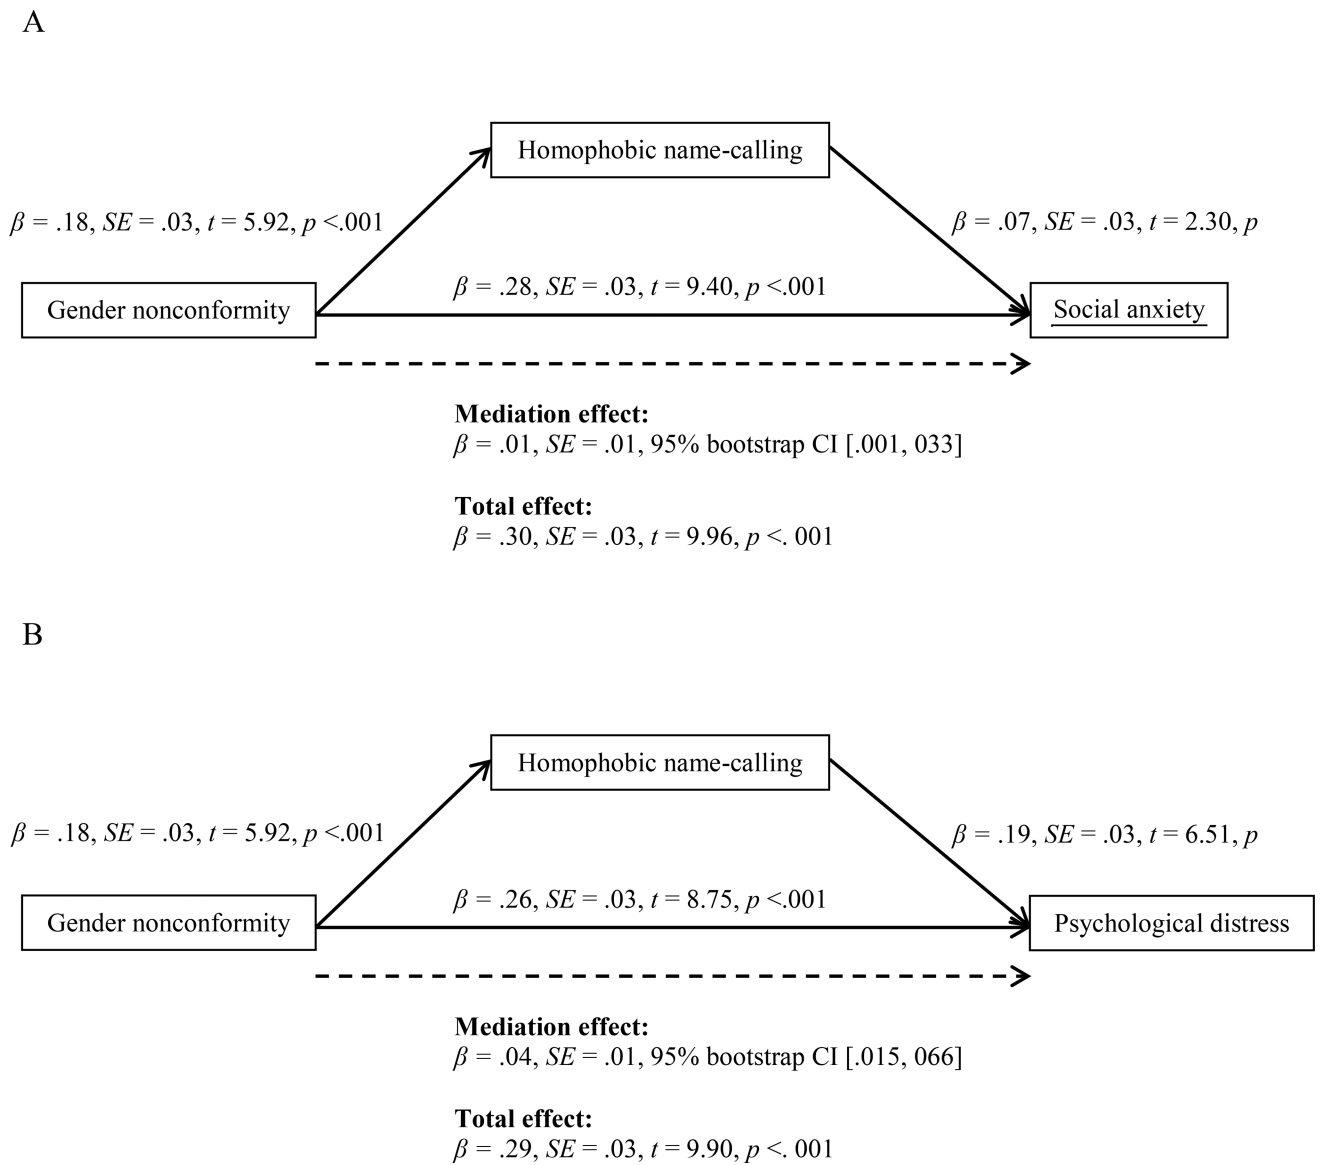 A
Homophobic name-calling
β = .18, SE = .03, t = 5.92, p <.001
β = .07, SE = .03, t = 2.30, p
β = .28, SE = .03, t = 9.40, p <.001
Gender nonconformity
Social anxiety
Mediation effect:
β = .01, SE = .01, 95% bootstrap CI [.001, 033]
Total effect:
β = .30, SE = .03, t = 9.96, p <. 001
B
Homophobic name-calling
β = .18, SE = .03, t = 5.92, p <.001
β = .19, SE = .03, t = 6.51, p
β = .26, SE = .03, t = 8.75, p <.001
Gender nonconformity
Psychological distress
Mediation effect:
β = .04, SE = .01, 95% bootstrap CI [.015, 066]
Total effect:
β = .29, SE = .03, t = 9.90, p <. 001